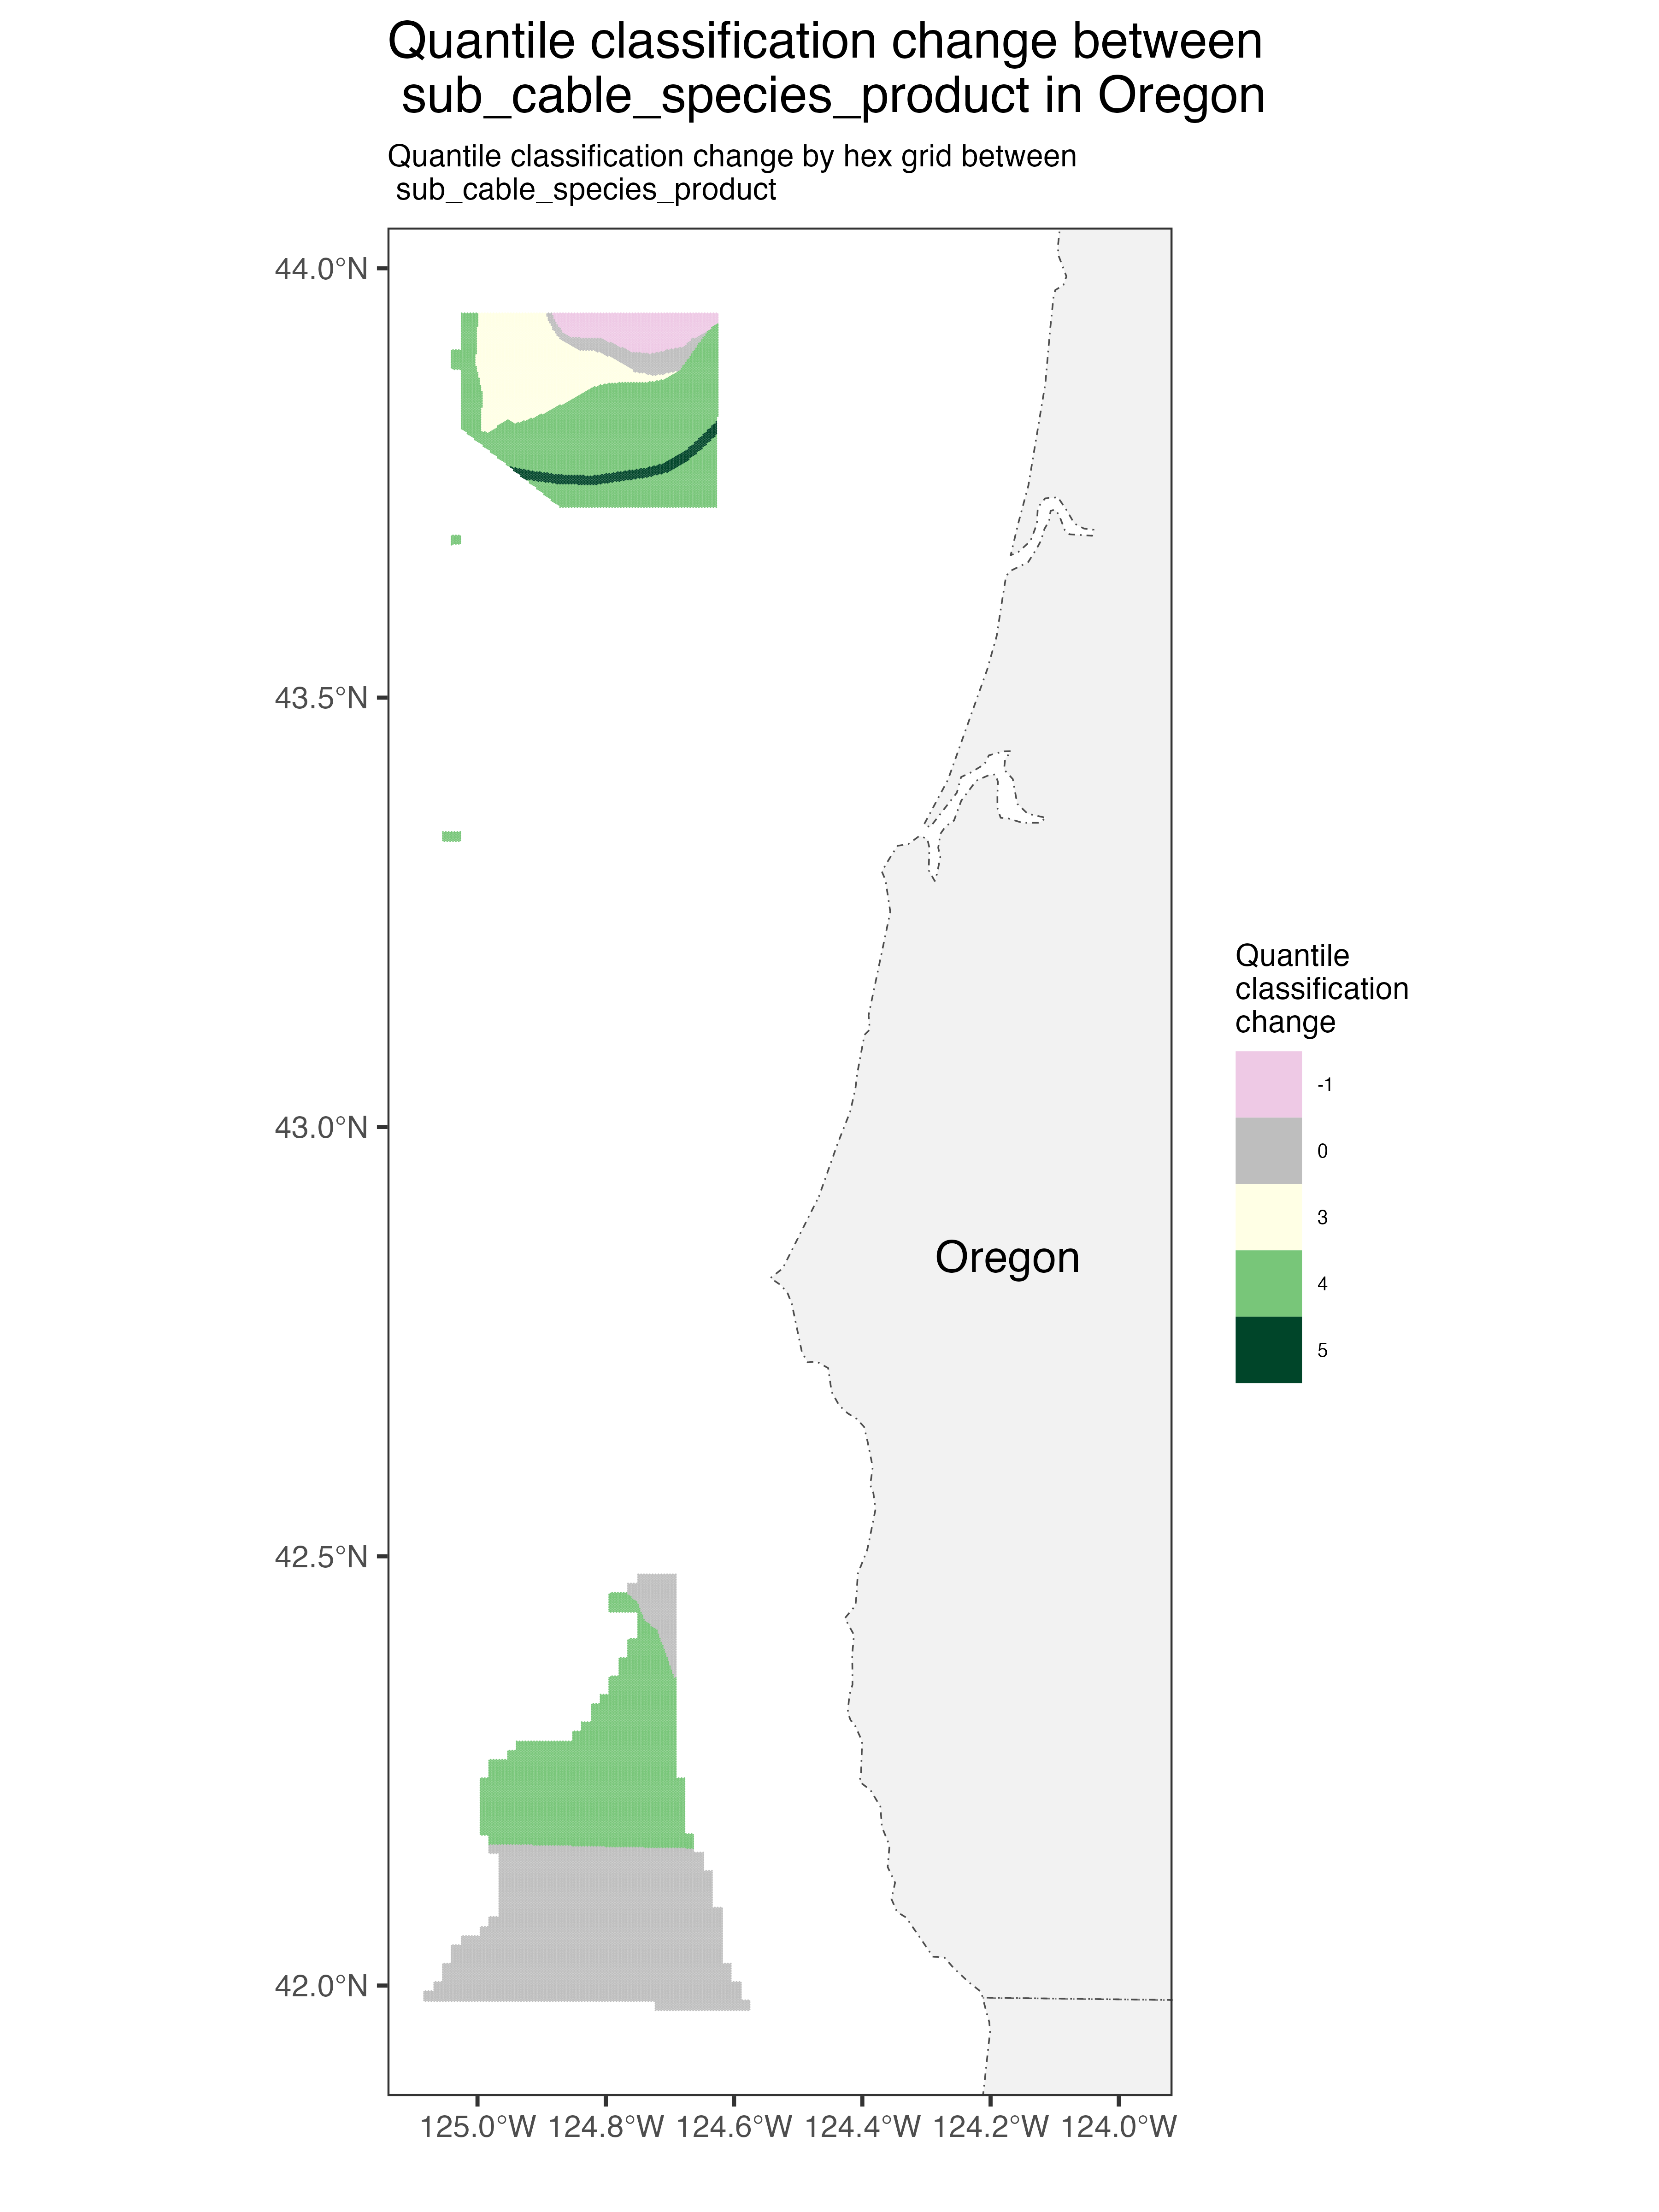 Quantile classification change between
sub_cable_species_product in Oregon
Quantile classification change by hex grid between
sub_cable_species_product
44.0°N
43.5°N
43.0°N
42.5°N
42.0°N
Oregon
Quantile
classification
change
-1
0
3
4
5
125.0°W 124.8°W 124.6°W 124.4°W 124.2°W 124.0°W